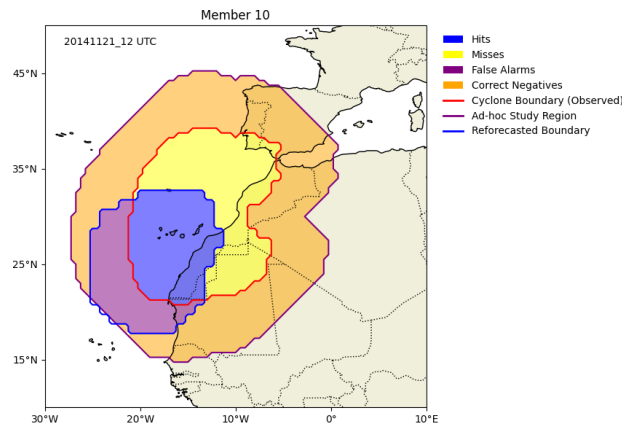 Member 10
20141121_12 UTC
45°N
35°N
25°N
15°N
30°W
20°W
10°W
0°
10°E
Hits
Misses
False Alarms
Correct Negatives
Cyclone Boundary (Observed)
Ad-hoc Study Region
Reforecasted Boundary